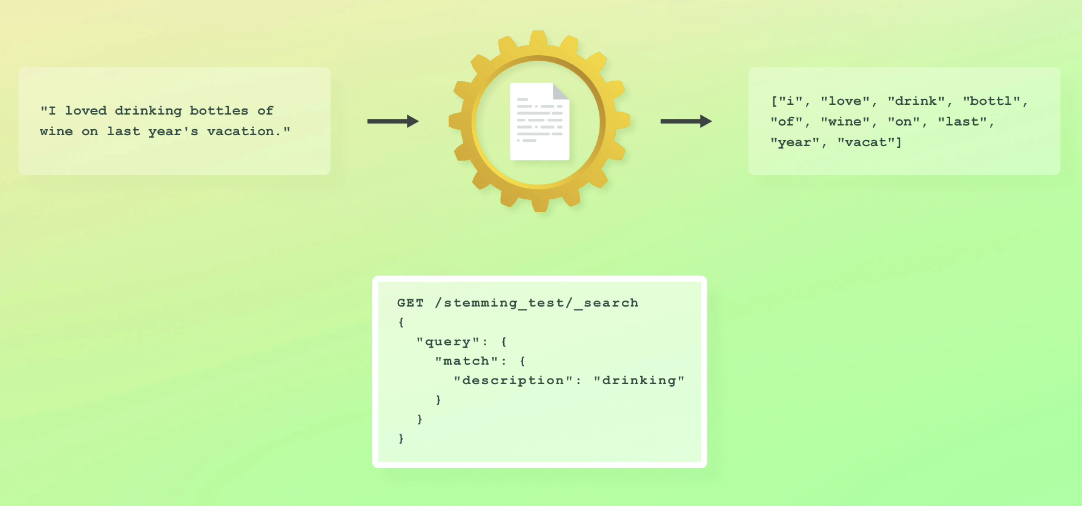 "I loved drinking bottles of
wine on last year's vacation."
["i", "love", "drink", "bottl",
"of", "wine", "on", "last",
"year", "vacat"]
GET /stemming_test/_search
{
  "query": {
    "match": {
      "description": "drinking"
    }
  }
}